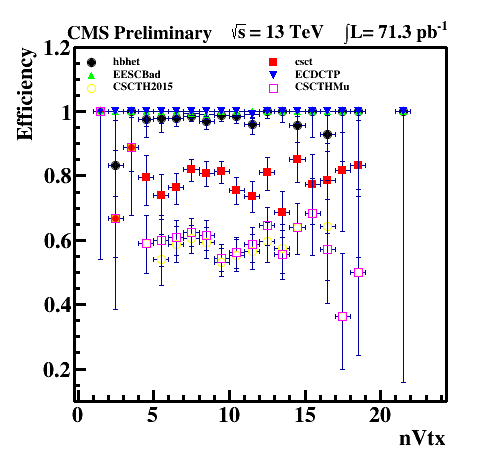 CMS Preliminary √s = 13 TeV ∫L= 71.3 pb⁻¹
Efficiency
1.2
1
0.8
0.6
0.4
0.2
hbhet csct
EESCBad ECDCTP
CSCTH2015 CSCTHMu
0 5 10 15 20
nVtx